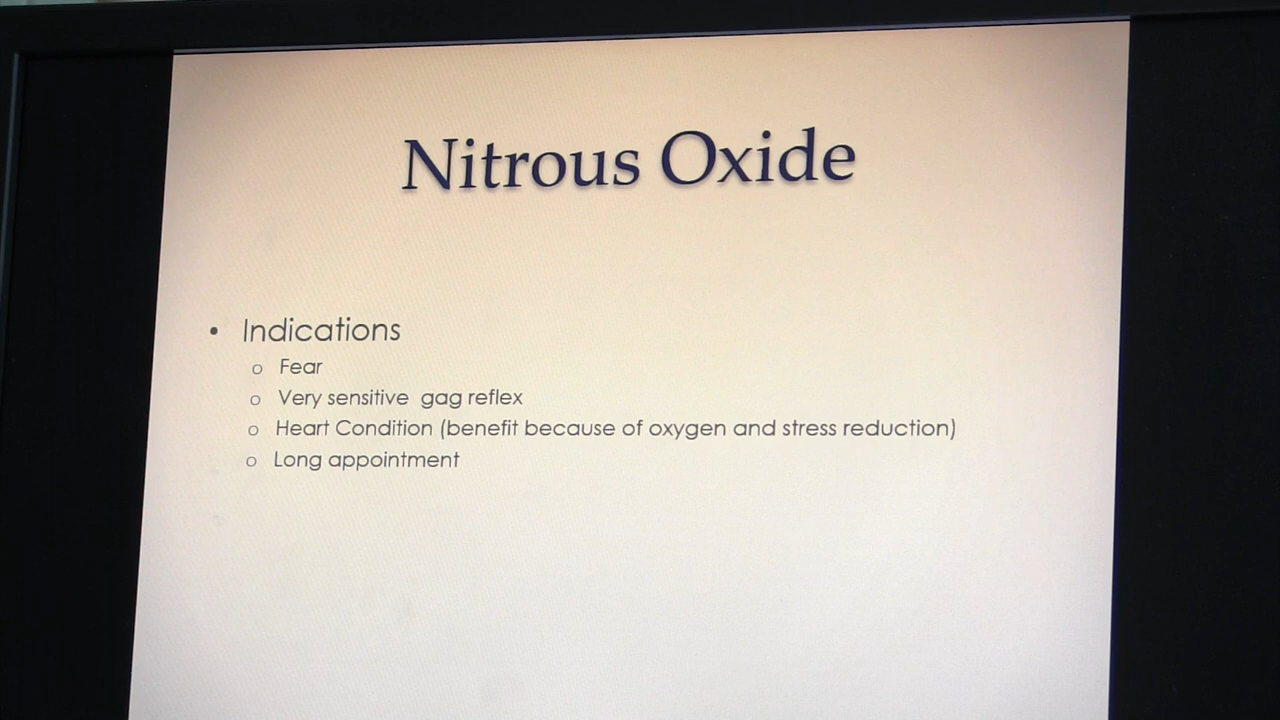 Nitrous Oxide
• Indications
o Fear
o Very sensitive gag reflex
o Heart Condition (benefit because of oxygen and stress reduction)
o Long appointment